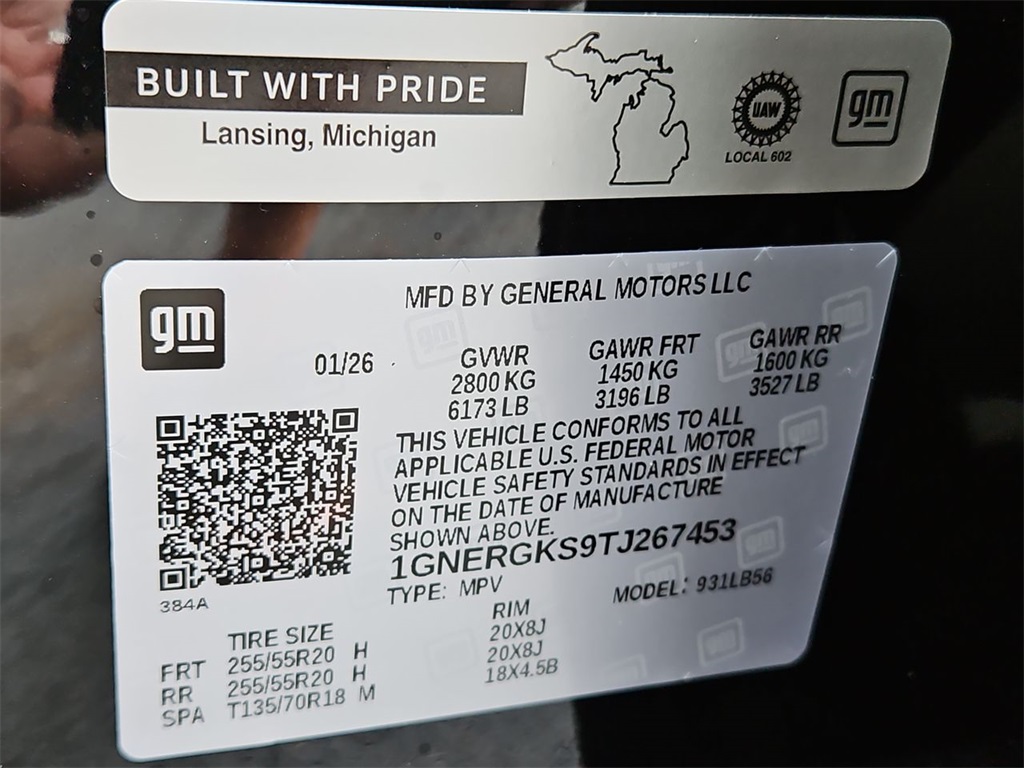 BUILT WITH PRIDE
Lansing, Michigan
UAW
LOCAL 602
gm
gm
MFD BY GENERAL MOTORS LLC
01/26
GVWR
2800 KG
6173 LB
GAWR FRT
1450 KG
3196 LB
GAWR RR
1600 KG
3527 LB
THIS VEHICLE CONFORMS TO ALL
APPLICABLE U.S. FEDERAL MOTOR
VEHICLE SAFETY STANDARDS IN EFFECT
ON THE DATE OF MANUFACTURE
SHOWN ABOVE.
1GNERGKS9TJ267453
TYPE: MPV
MODEL: 931LB56
384A
TIRE SIZE RIM
FRT 255/55R20 H 20X8J
RR 255/55R20 H 20X8J
SPA T135/70R18 M 18X4.5B